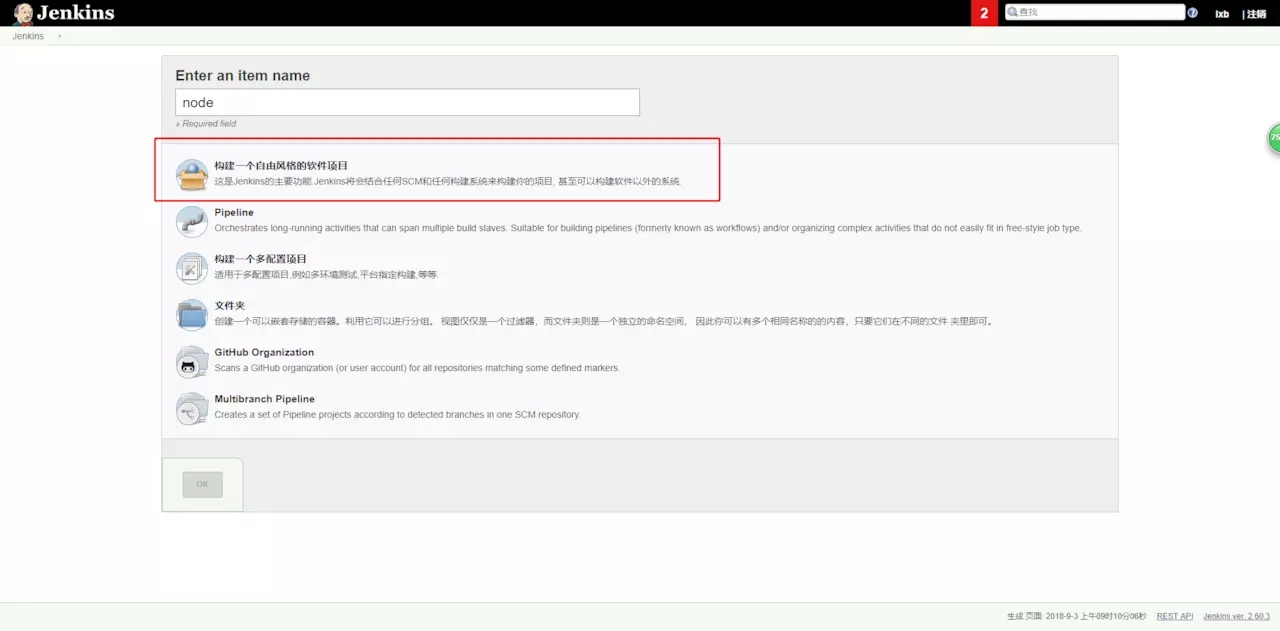 Jenkins
2
查找
lxb
| 注销
Jenkins
Enter an item name
node
» Required field
构建一个自由风格的软件项目
这是Jenkins的主要功能.Jenkins将会结合任何SCM和任何构建系统来构建你的项目, 甚至可以构建软件以外的系统.
Pipeline
Orchestrates long-running activities that can span multiple build slaves. Suitable for building pipelines (formerly known as workflows) and/or organizing complex activities that do not easily fit in free-style job type.
构建一个多配置项目
适用于多配置项目,例如多环境测试,平台指定构建,等等.
文件夹
创建一个可以嵌套存储的容器。利用它可以进行分组。 视图仅仅是一个过滤器，而文件夹则是一个独立的命名空间， 因此你可以有多个相同名称的的内容，只要它们在不同的文件 夹里即可。
GitHub Organization
Scans a GitHub organization (or user account) for all repositories matching some defined markers.
Multibranch Pipeline
Creates a set of Pipeline projects according to detected branches in one SCM repository.
OK
75
生成 页面: 2018-9-3 上午09时10分06秒
REST API
Jenkins ver. 2.60.3